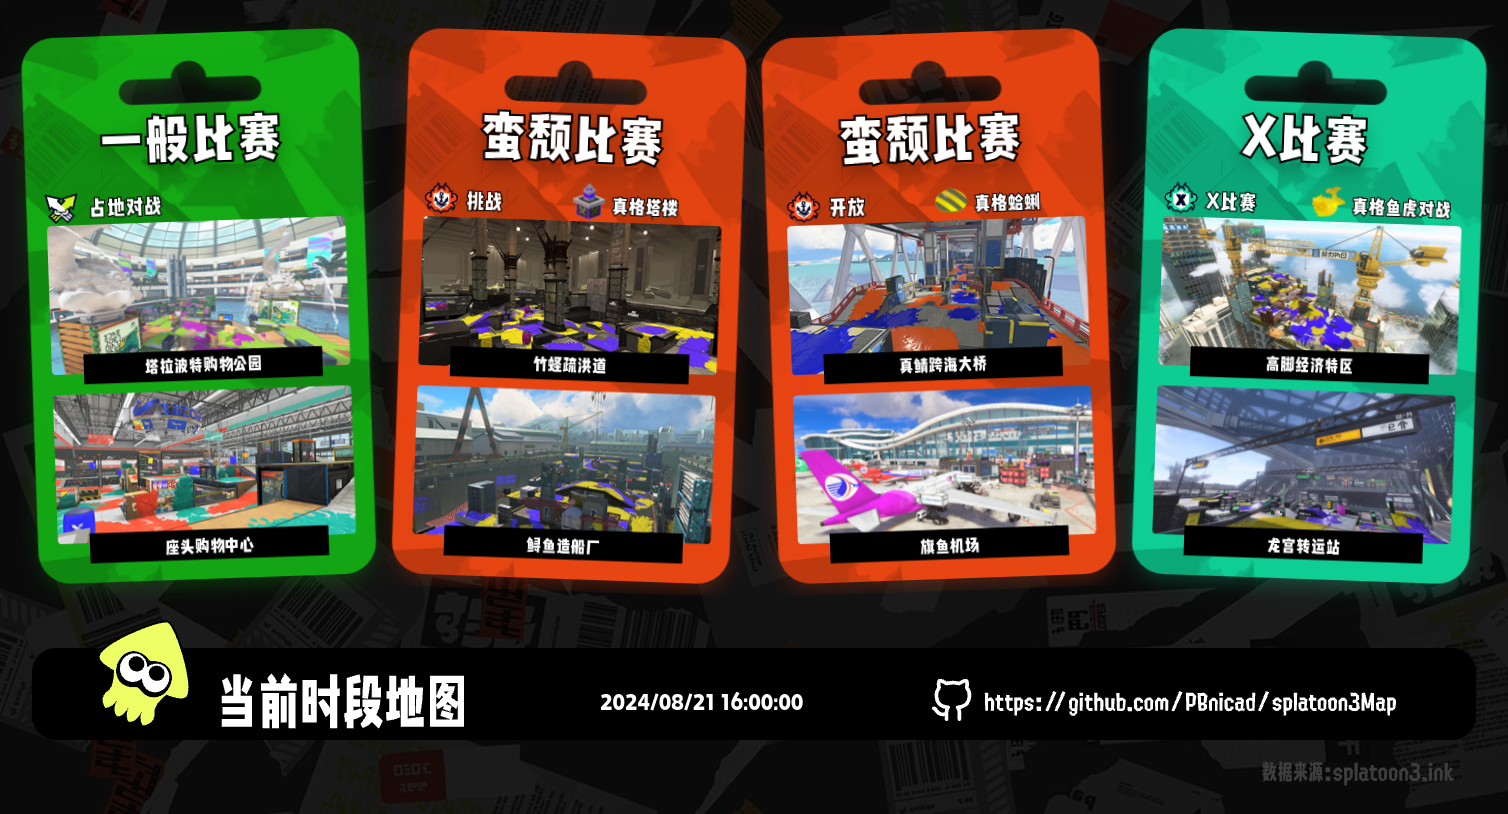 一般比赛
占地对战
塔拉波特购物公园
座头购物中心
蛮颓比赛
挑战
真格塔楼
竹蛏疏洪道
鲟鱼造船厂
蛮颓比赛
开放
真格蛤蜊
真鲷跨海大桥
旗鱼机场
X比赛
X比赛
真格鱼虎对战
高脚经济特区
龙宫转运站
当前时段地图
2024/08/21 16:00:00
https://github.com/PBnicad/splatoon3Map
数据来源:splatoon3.ink